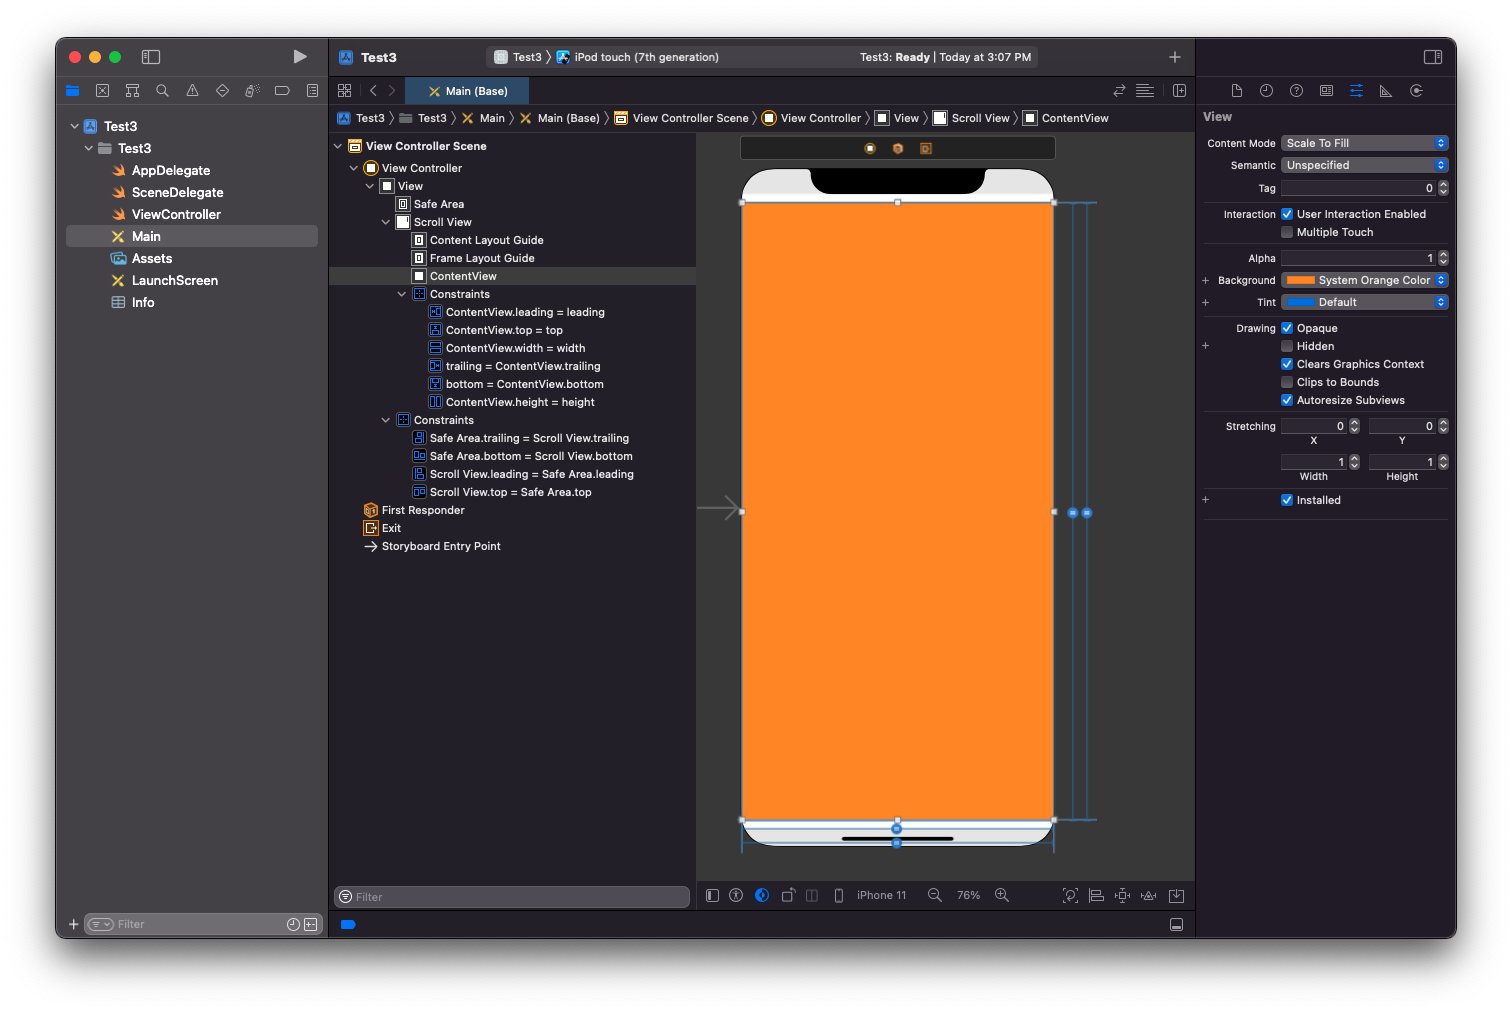 Test3
Test3 〉 iPod touch (7th generation)
Test3: Ready | Today at 3:07 PM
Main (Base)
Test3 〉 Test3 〉 Main 〉 Main (Base) 〉 View Controller Scene 〉 View Controller 〉 View 〉 Scroll View 〉 ContentView
Test3
Test3
AppDelegate
SceneDelegate
ViewController
Main
Assets
LaunchScreen
Info
Filter
View Controller Scene
View Controller
View
Safe Area
Scroll View
Content Layout Guide
Frame Layout Guide
ContentView
Constraints
ContentView.leading = leading
ContentView.top = top
ContentView.width = width
trailing = ContentView.trailing
bottom = ContentView.bottom
ContentView.height = height
Constraints
Safe Area.trailing = Scroll View.trailing
Safe Area.bottom = Scroll View.bottom
Scroll View.leading = Safe Area.leading
Scroll View.top = Safe Area.top
First Responder
Exit
Storyboard Entry Point
Filter
iPhone 11
76%
View
Content Mode Scale To Fill
Semantic Unspecified
Tag 0
Interaction User Interaction Enabled
Multiple Touch
Alpha 1
+ Background System Orange Color
+ Tint Default
Drawing Opaque
+ Hidden
Clears Graphics Context
Clips to Bounds
Autoresize Subviews
Stretching 0 0
X Y
1 1
Width Height
+ Installed